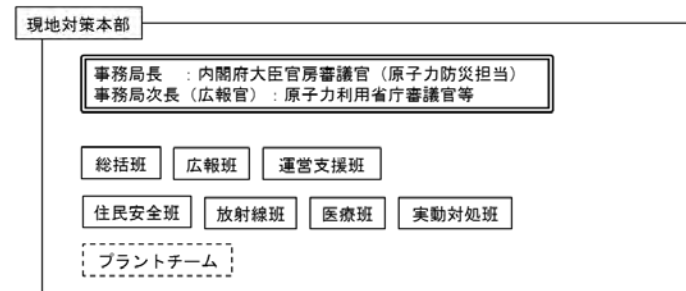 現地対策本部
事務局長　：内閣府大臣官房審議官（原子力防災担当）
事務局次長（広報官）：原子力利用省庁審議官等
総括班　広報班　運営支援班
住民安全班　放射線班　医療班　実動対処班
プラントチーム